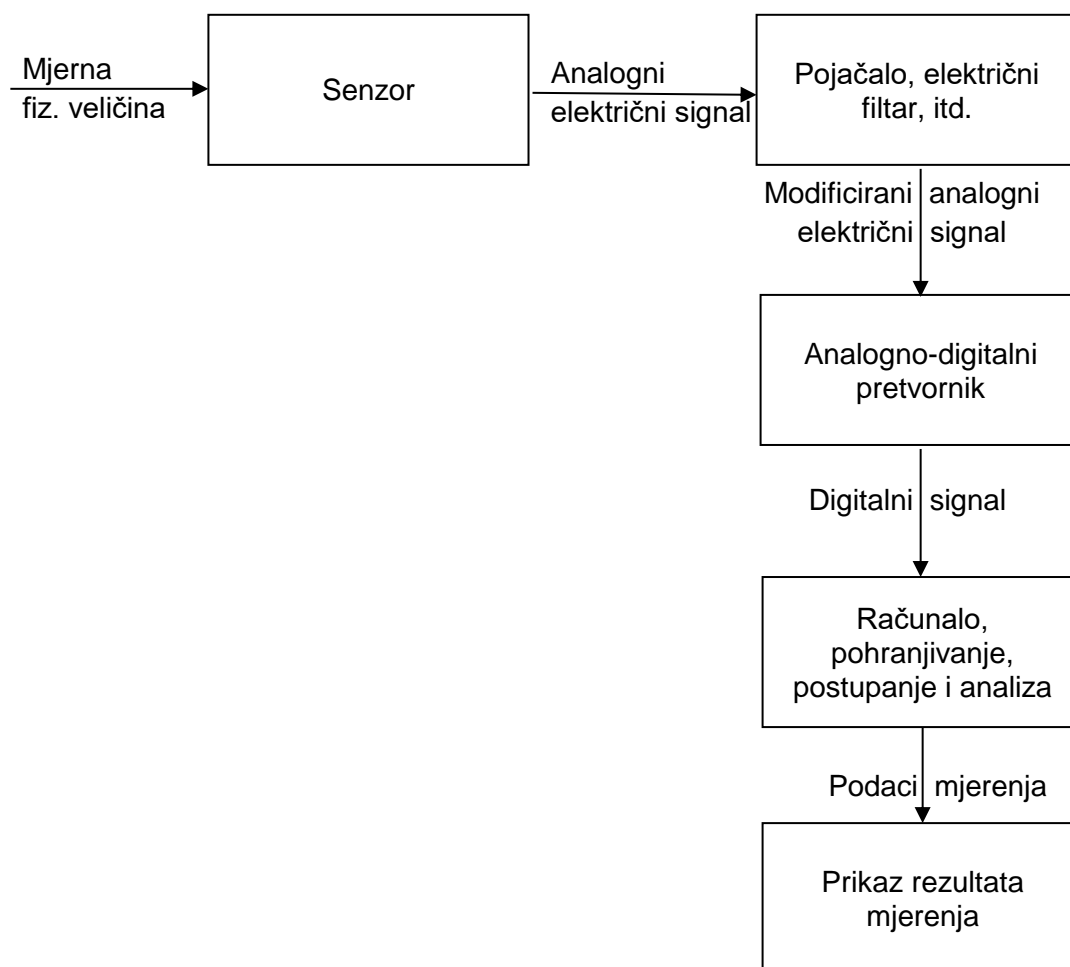 Mjerna
fiz. veličina
Senzor
Analogni
električni signal
Pojačalo, električni
filtar, itd.
Modificirani analogni
električni signal
Analogno-digitalni
pretvornik
Digitalni signal
Računalo,
pohranjivanje,
postupanje i analiza
Podaci mjerenja
Prikaz rezultata
mjerenja